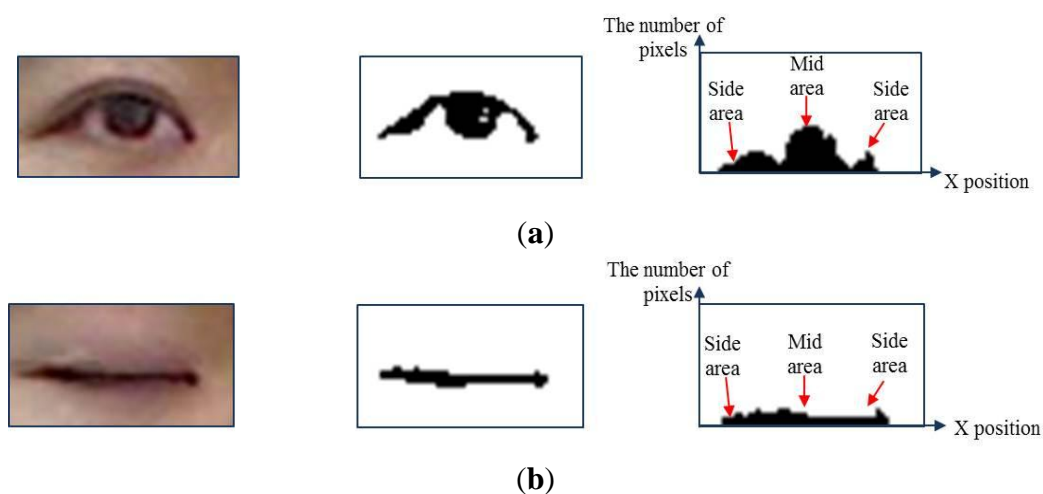 The number of
pixels
Mid
area
Side
area
Side
area
X position
(a)
The number of
pixels
Side
area
Mid
area
Side
area
X position
(b)